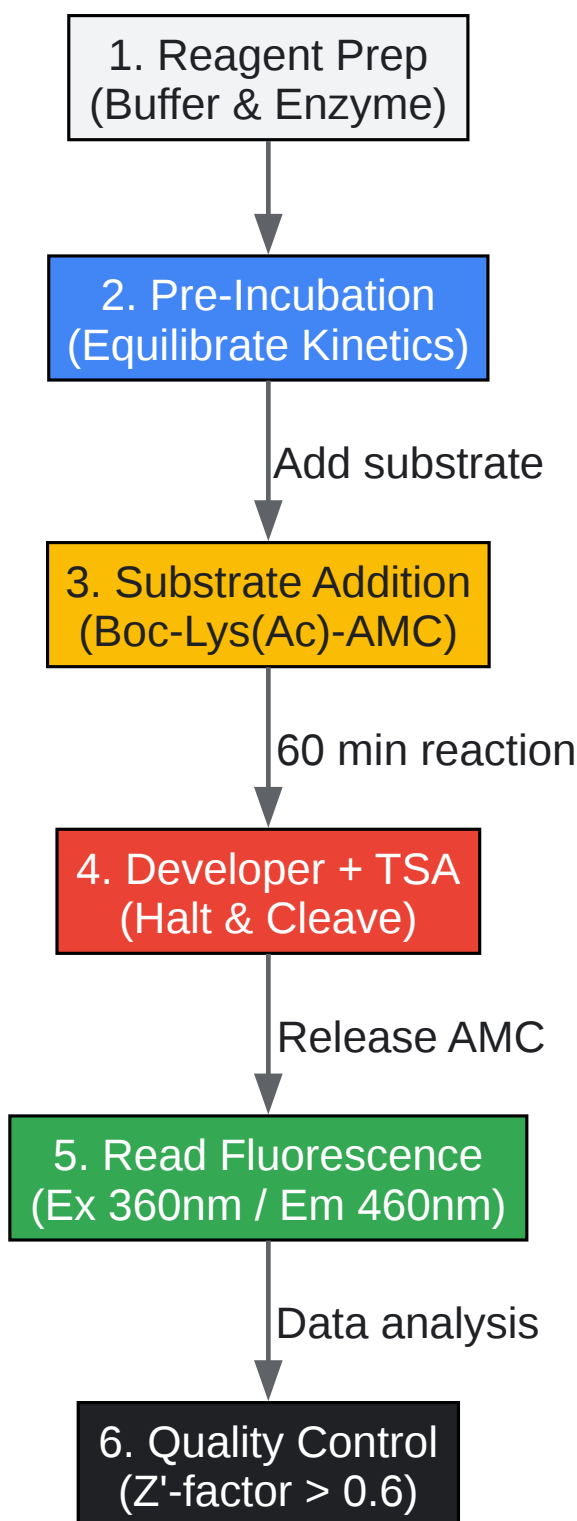 1. Reagent Prep
(Buffer & Enzyme)
2. Pre-Incubation
(Equilibrate Kinetics)
Add substrate
3. Substrate Addition
(Boc-Lys(Ac)-AMC)
60 min reaction
4. Developer + TSA
(Halt & Cleave)
Release AMC
5. Read Fluorescence
(Ex 360nm / Em 460nm)
Data analysis
6. Quality Control
(Z'-factor > 0.6)